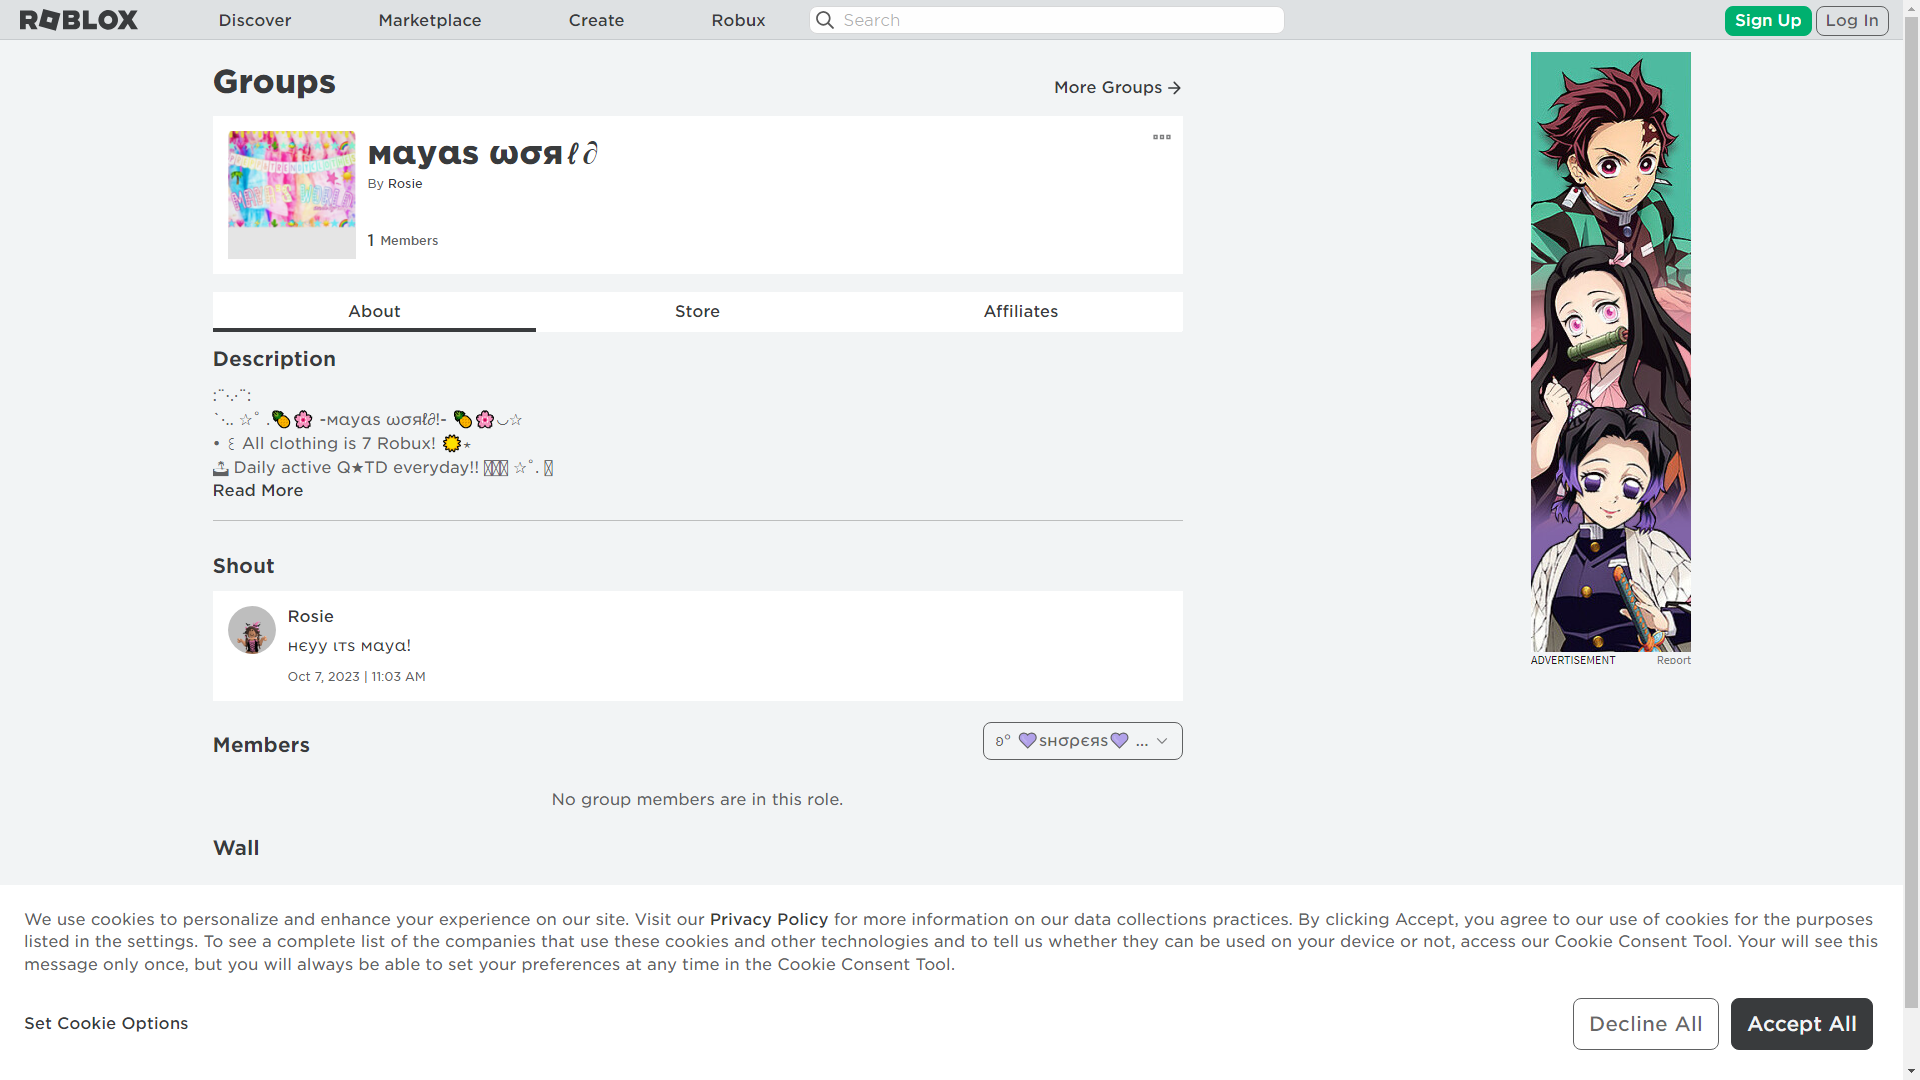 ROBLOX
Discover
Marketplace
Create
Robux
Search
Sign Up
Log In
Groups
More Groups
мαуαѕ ωσяℓ∂
By Rosie
1 Members
About
Store
Affiliates
Description
:¨·.·¨:
`·.. ☆ﾟ.🍍🌸 -мαуαѕ ωσяℓ∂!- 🍍🌸◡☆
• ꒰ All clothing is 7 Robux! ⋆
Daily active Q★TD everyday!! ☆ﾟ.
Read More
Shout
Rosie
нєуу ιтѕ мαуα!
Oct 7, 2023 | 11:03 AM
Members
ʚ° 💜ѕнσρєяѕ💜 ...
No group members are in this role.
Wall
ADVERTISEMENT
Report
We use cookies to personalize and enhance your experience on our site. Visit our Privacy Policy for more information on our data collections practices. By clicking Accept, you agree to our use of cookies for the purposes
listed in the settings. To see a complete list of the companies that use these cookies and other technologies and to tell us whether they can be used on your device or not, access our Cookie Consent Tool. Your will see this
message only once, but you will always be able to set your preferences at any time in the Cookie Consent Tool.
Set Cookie Options
Decline All
Accept All